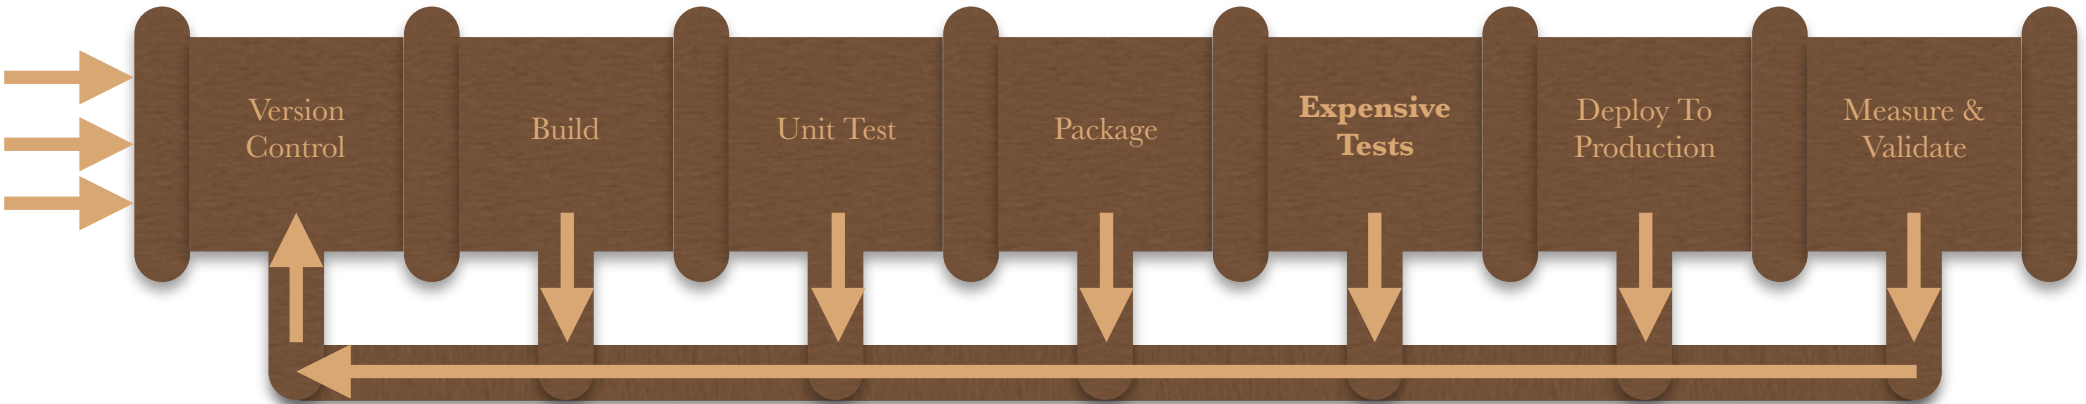 Version
Control
Build
Unit Test
Package
Expensive
Tests
Deploy To
Production
Measure &
Validate